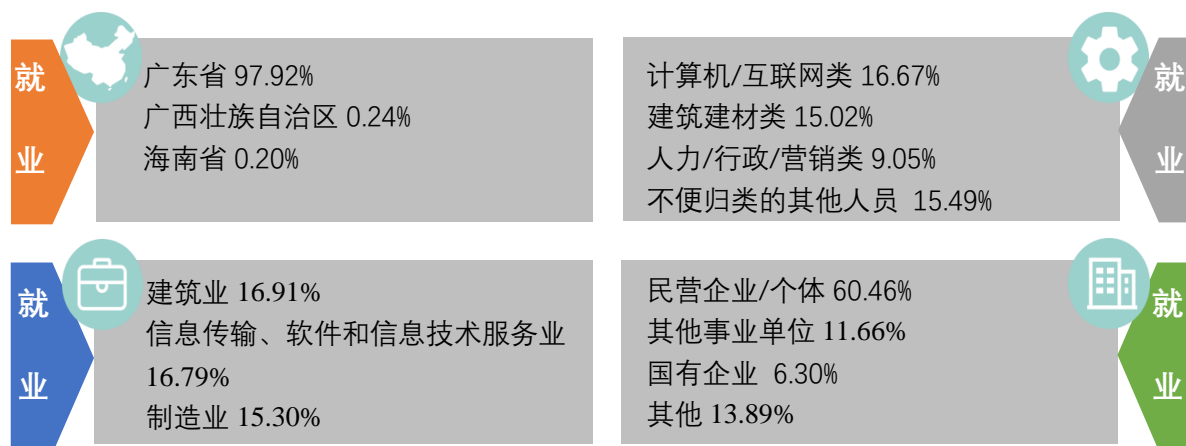 就
业
广东省 97.92%
广西壮族自治区 0.24%
海南省 0.20%
计算机/互联网类 16.67%
建筑建材类 15.02%
人力/行政/营销类 9.05%
不便归类的其他人员 15.49%
就
业
就
业
建筑业 16.91%
信息传输、软件和信息技术服务业
16.79%
制造业 15.30%
民营企业/个体 60.46%
其他事业单位 11.66%
国有企业 6.30%
其他 13.89%
就
业